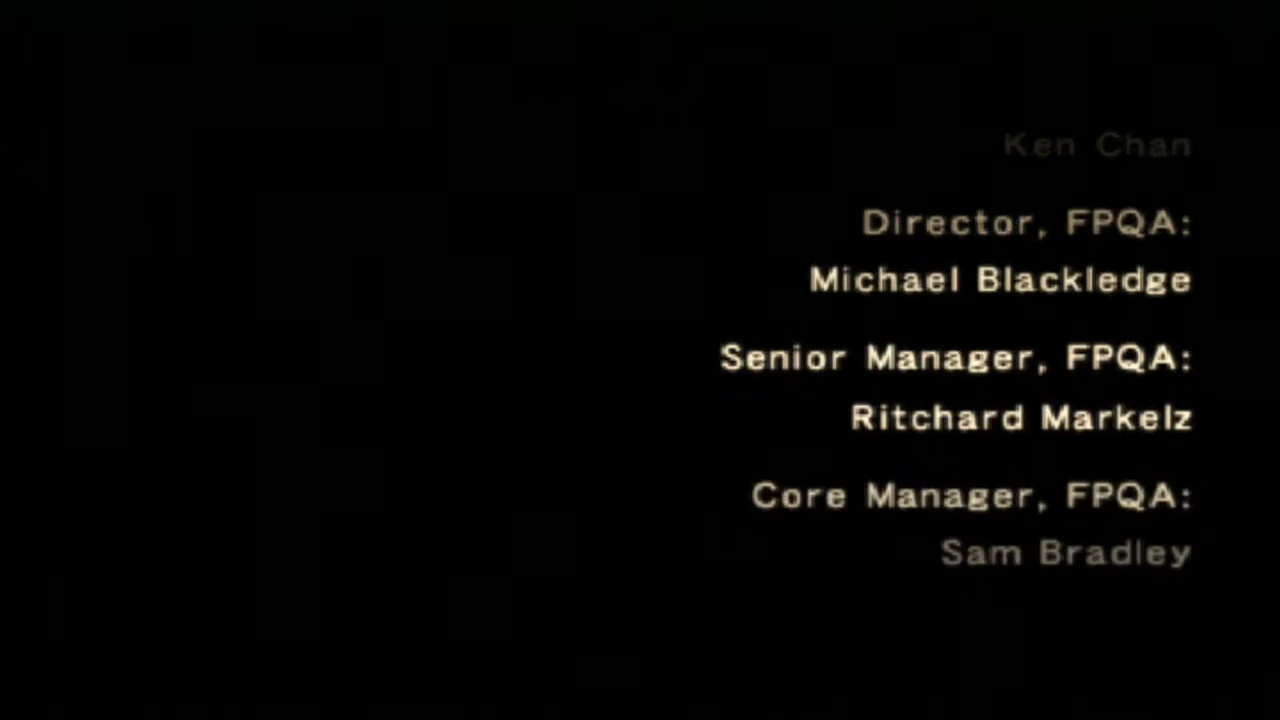 Ken Chan
Director, FPQA:
Michael Blackledge
Senior Manager, FPQA:
Ritchard Markelz
Core Manager, FPQA:
Sam Bradley